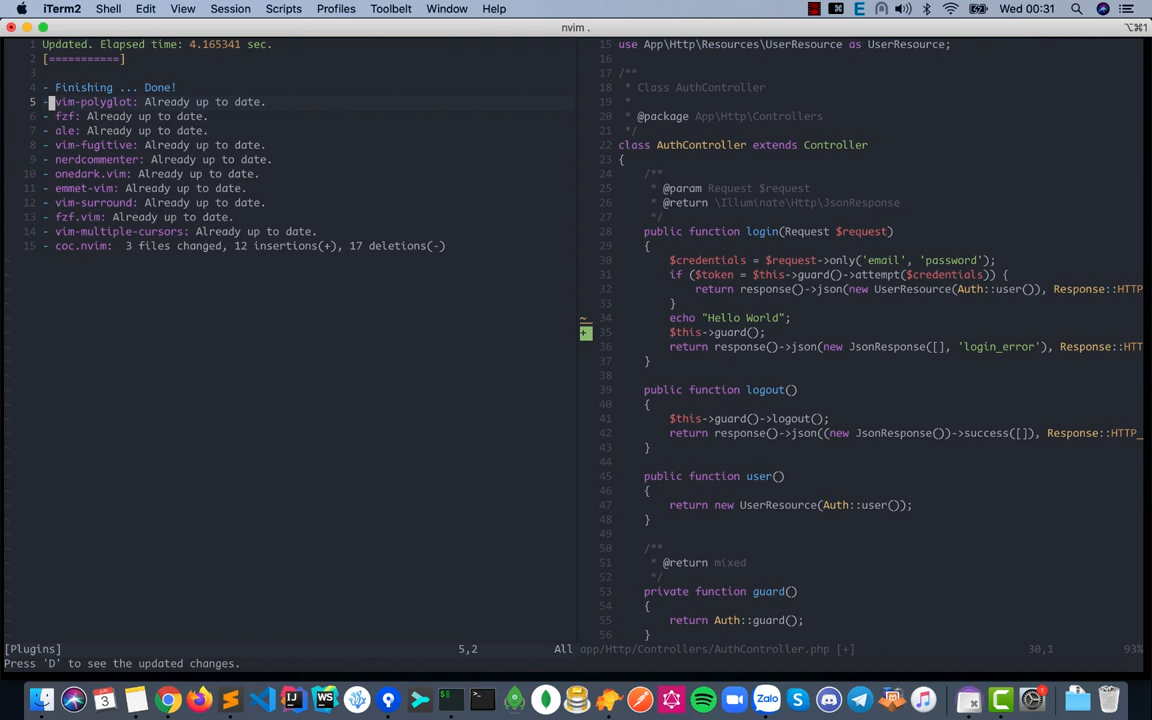 iTerm2 Shell Edit View Session Scripts Profiles Toolbelt Window Help Wed 00:31
nvim . ⌥⌘1
1 Updated. Elapsed time: 4.165341 sec.
2 [===========]
3
4 - Finishing ... Done!
5 - vim-polyglot: Already up to date.
6 - fzf: Already up to date.
7 - ale: Already up to date.
8 - vim-fugitive: Already up to date.
9 - nerdcommenter: Already up to date.
10 - onedark.vim: Already up to date.
11 - emmet-vim: Already up to date.
12 - vim-surround: Already up to date.
13 - fzf.vim: Already up to date.
14 - vim-multiple-cursors: Already up to date.
15 - coc.nvim:  3 files changed, 12 insertions(+), 17 deletions(-)
[Plugins] 5,2 All
Press 'D' to see the updated changes.
15 use App\Http\Resources\UserResource as UserResource;
16
17 /**
18 * Class AuthController
19 *
20 * @package App\Http\Controllers
21 */
22 class AuthController extends Controller
23 {
24 /**
25 * @param Request $request
26 * @return \Illuminate\Http\JsonResponse
27 */
28 public function login(Request $request)
29 {
30 $credentials = $request->only('email', 'password');
31 if ($token = $this->guard()->attempt($credentials)) {
32 return response()->json(new UserResource(Auth::user()), Response::HTTP
33 }
~ 34 echo "Hello World";
+ 35 $this->guard();
36 return response()->json(new JsonResponse([], 'login_error'), Response::HTT
37 }
38
39 public function logout()
40 {
41 $this->guard()->logout();
42 return response()->json((new JsonResponse())->success([]), Response::HTTP_
43 }
44
45 public function user()
46 {
47 return new UserResource(Auth::user());
48 }
49
50 /**
51 * @return mixed
52 */
53 private function guard()
54 {
55 return Auth::guard();
56 }
app/Http/Controllers/AuthController.php [+] 30,1 93%
3 WS Zalo 1